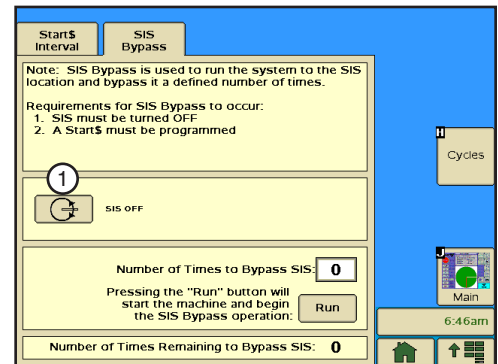 Start$
Interval
SIS
Bypass
Note: SIS Bypass is used to run the system to the SIS
location and bypass it a defined number of times.
Requirements for SIS Bypass to occur:
1. SIS must be turned OFF
2. A Start$ must be programmed
1
SIS OFF
Number of Times to Bypass SIS: 0
Pressing the "Run" button will
start the machine and begin
the SIS Bypass operation:
Run
Number of Times Remaining to Bypass SIS: 0
I
Cycles
J
Main
6:46am